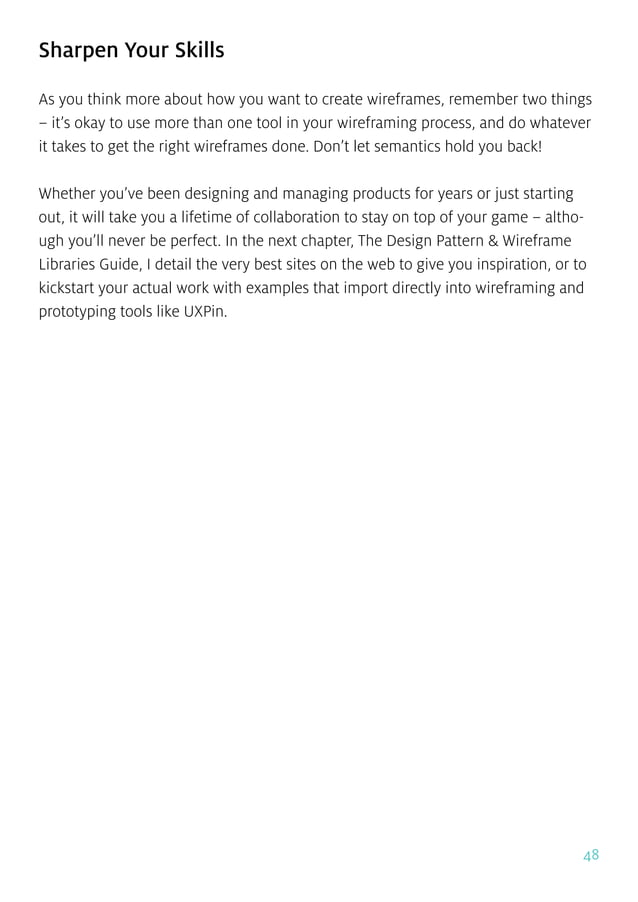 Sharpen Your Skills
As you think more about how you want to create wireframes, remember two things
– it’s okay to use more than one tool in your wireframing process, and do whatever
it takes to get the right wireframes done. Don’t let semantics hold you back!
Whether you’ve been designing and managing products for years or just starting
out, it will take you a lifetime of collaboration to stay on top of your game – altho-
ugh you’ll never be perfect. In the next chapter, The Design Pattern & Wireframe
Libraries Guide, I detail the very best sites on the web to give you inspiration, or to
kickstart your actual work with examples that import directly into wireframing and
prototyping tools like UXPin.
48